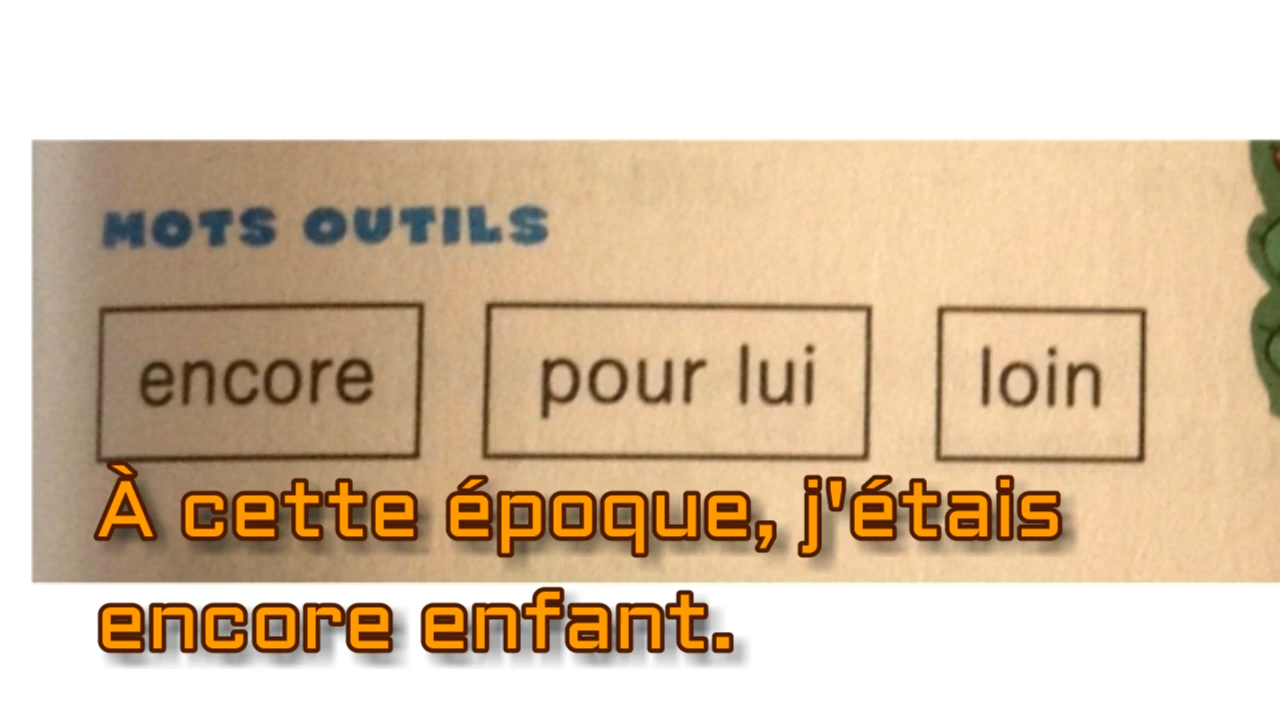 MOTS OUTILS
encore pour lui loin
À cette époque, j'étais
encore enfant.